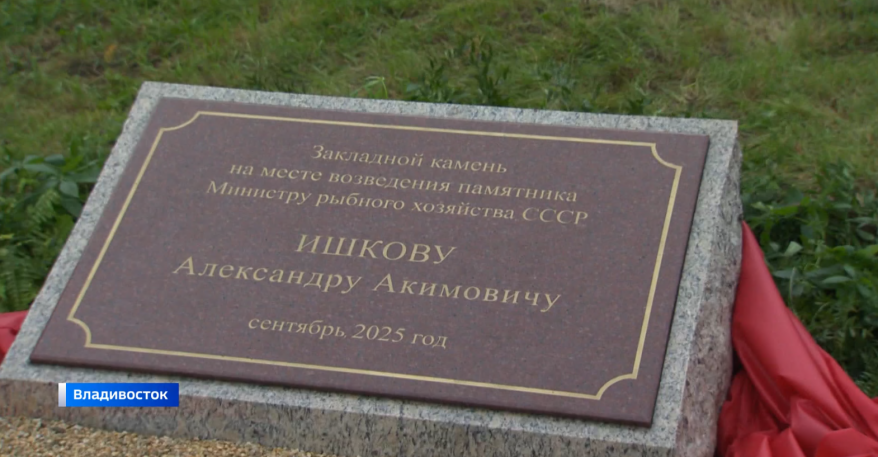 Закладной камень
на месте возведения памятника
Министру рыбного хозяйства СССР
ИШКОВУ
Александру Акимовичу
сентябрь 2025 год
Владивосток